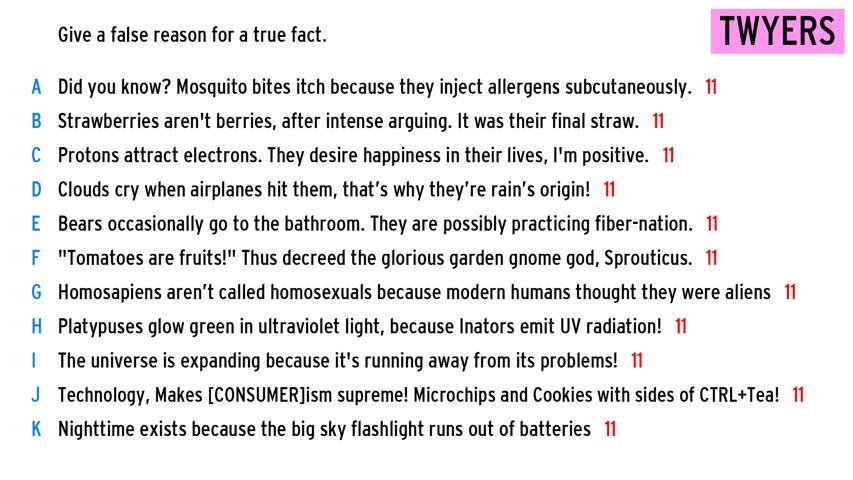 Give a false reason for a true fact.
TWYERS
A Did you know? Mosquito bites itch because they inject allergens subcutaneously. 11
B Strawberries aren't berries, after intense arguing. It was their final straw. 11
C Protons attract electrons. They desire happiness in their lives, I'm positive. 11
D Clouds cry when airplanes hit them, that’s why they’re rain’s origin! 11
E Bears occasionally go to the bathroom. They are possibly practicing fiber-nation. 11
F "Tomatoes are fruits!" Thus decreed the glorious garden gnome god, Sprouticus. 11
G Homosapiens aren’t called homosexuals because modern humans thought they were aliens 11
H Platypuses glow green in ultraviolet light, because Inators emit UV radiation! 11
I The universe is expanding because it's running away from its problems! 11
J Technology, Makes [CONSUMER]ism supreme! Microchips and Cookies with sides of CTRL+Tea! 11
K Nighttime exists because the big sky flashlight runs out of batteries 11